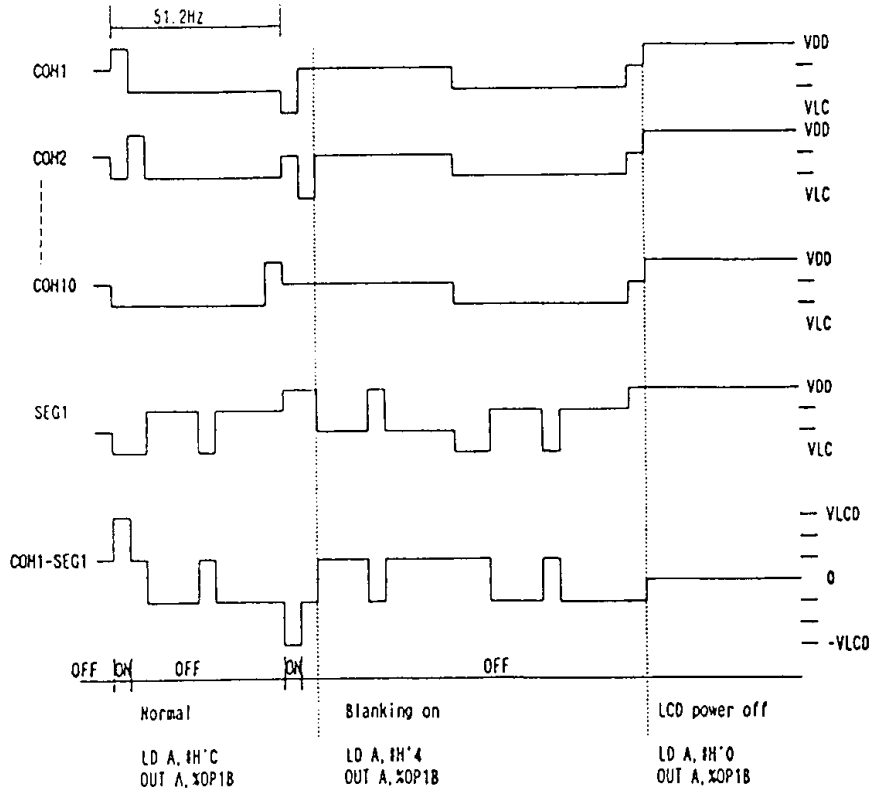 51.2Hz
COM1
VDD
VLC
COM2
VDD
VLC
COM10
VDD
VLC
SEG1
VDD
VLC
COM1-SEG1
VLCD
0
-VLCD
OFF ON OFF ON OFF
Normal Blanking on LCD power off
LD A, #H'C LD A, #H'4 LD A, #H'0
OUT A, %OP1B OUT A, %OP1B OUT A, %OP1B